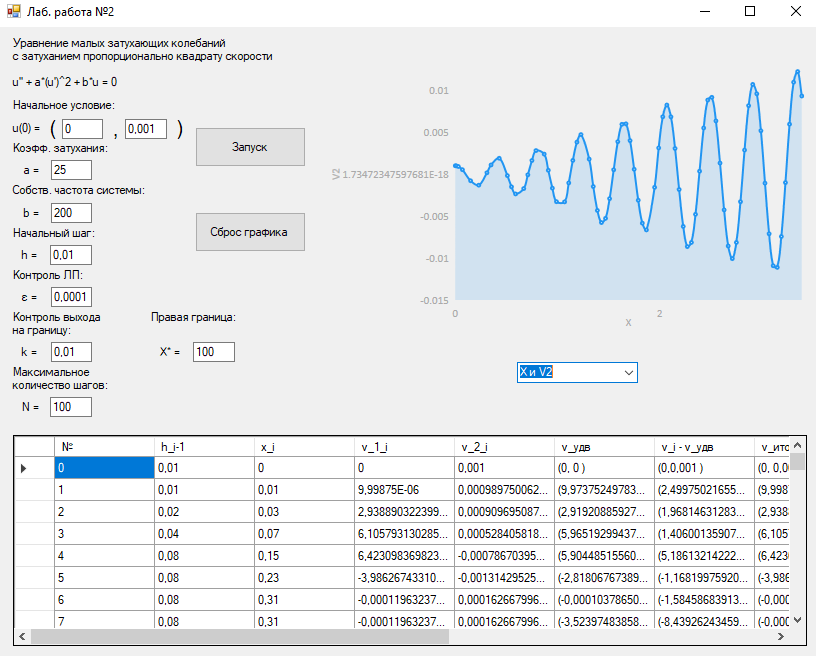 Лаб. работа №2
Уравнение малых затухающих колебаний
с затуханием пропорционально квадрату скорости
u'' + a*(u')^2 + b*u = 0
Начальное условие:
u(0) = ( 0 , 0,001 )
Коэфф. затухания:
a = 25
Собств. частота системы:
b = 200
Начальный шаг:
h = 0,01
Контроль ЛП:
ε = 0,0001
Контроль выхода
на границу:
k = 0,01
Правая граница:
X* = 100
Максимальное
количество шагов:
N = 100
Запуск
Сброс графика
0.01
0.005
V2
1.73472347597681E-18
-0.005
-0.01
-0.015
0 2
X
X и V2
№ h_i-1 x_i v_1_i v_2_i v_удв v_i - v_удв v_ито
0 0,01 0 0 0,001 (0, 0 ) (0,0,001 ) (0, 0,0
1 0,01 0,01 9,99875E-06 0,000989750062... (9,97375249783... (2,49975021655... (9,998
2 0,02 0,03 2,938890322399... 0,000909695087... (2,91920885927... (1,96814631283... (2,938
3 0,04 0,07 6,105793130285... 0,000528405818... (5,96519299437... (1,40600135907... (6,105
4 0,08 0,15 6,423098369823... -0,00078670395... (5,90448515560... (5,18613214222... (6,423
5 0,08 0,23 -3,98626743310... -0,00131429525... (-2,81806767389... (-1,16819975920... (-3,986
6 0,08 0,31 -0,00011963237... 0,000162667996... (-0,00010378650... (-1,58458683913... (-0,000
7 0,08 0,31 -0,00011963237... 0,000162667996... (-3,52397483858... (-8,43926243459... (-0,000